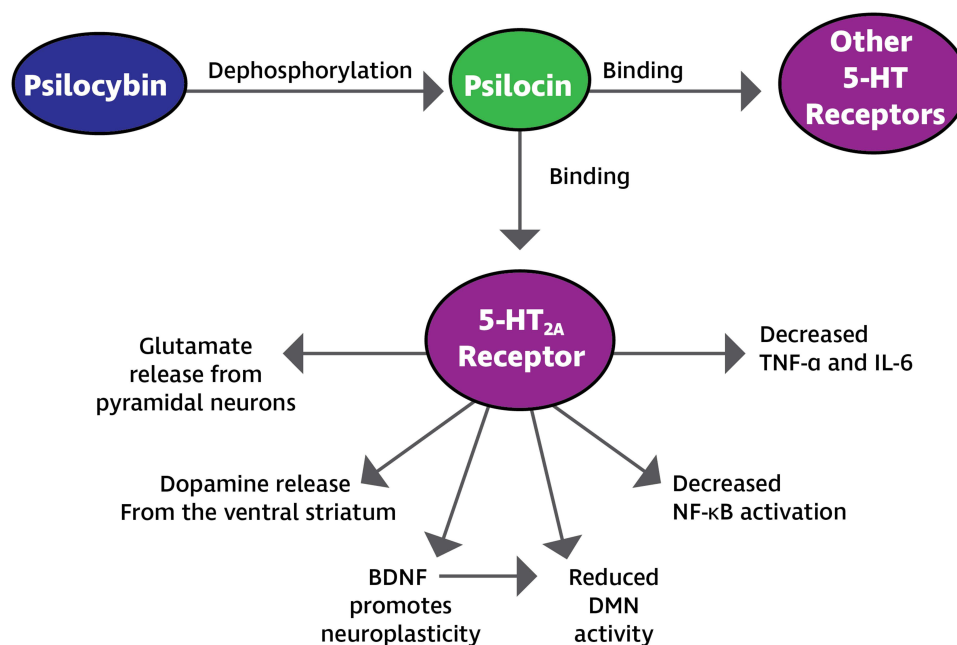 Psilocybin
Dephosphorylation
Psilocin
Binding
Other
5-HT
Receptors
Binding
5-HT2A
Receptor
Glutamate
release from
pyramidal neurons
Decreased
TNF-α and IL-6
Dopamine release
From the ventral striatum
Decreased
NF-κB activation
BDNF
promotes
neuroplasticity
Reduced
DMN
activity